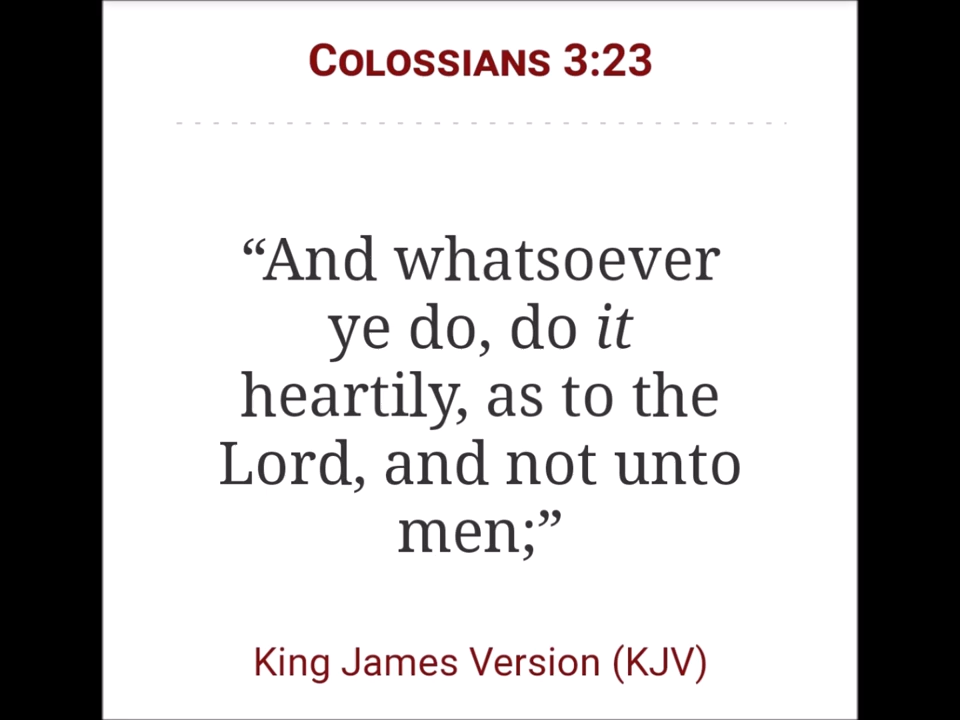 Colossians 3:23
“And whatsoever
ye do, do it
heartily, as to the
Lord, and not unto
men;”
King James Version (KJV)